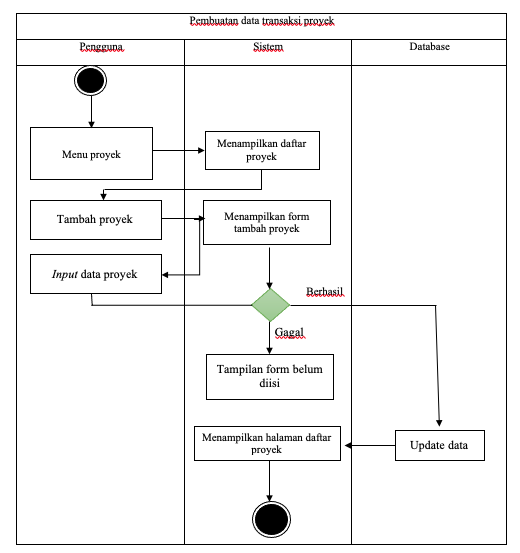 Pembuatan data transaksi proyek
Pengguna
Sistem
Database
Menu proyek
Menampilkan daftar
proyek
Tambah proyek
Menampilkan form
tambah proyek
Input data proyek
Berhasil
Gagal
Tampilan form belum
diisi
Menampilkan halaman daftar
proyek
Update data